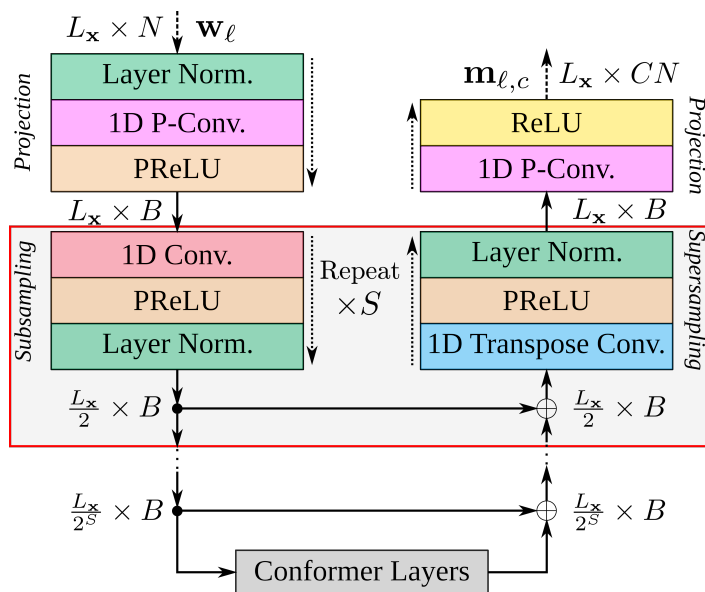 L_x × N   w_ℓ
Projection
Layer Norm.
1D P-Conv.
PReLU
L_x × B
Subsampling
1D Conv.
PReLU
Layer Norm.
Repeat
×S
L_x/2 × B
L_x/2^S × B
Conformer Layers
m_ℓ,c   L_x × CN
ReLU
1D P-Conv.
Projection
L_x × B
Layer Norm.
PReLU
1D Transpose Conv.
Supersampling
L_x/2 × B
L_x/2^S × B